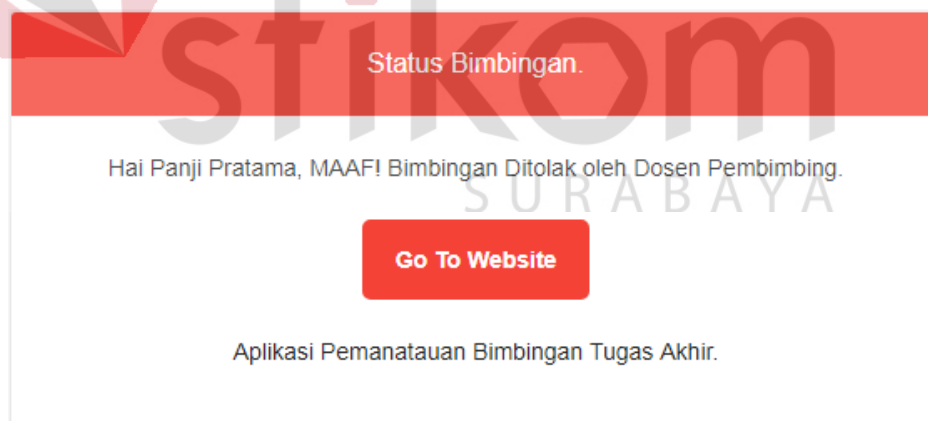 stikom
Status Bimbingan.
Hai Panji Pratama, MAAF! Bimbingan Ditolak oleh Dosen Pembimbing.
SURABAYA
Go To Website
Aplikasi Pemanatauan Bimbingan Tugas Akhir.